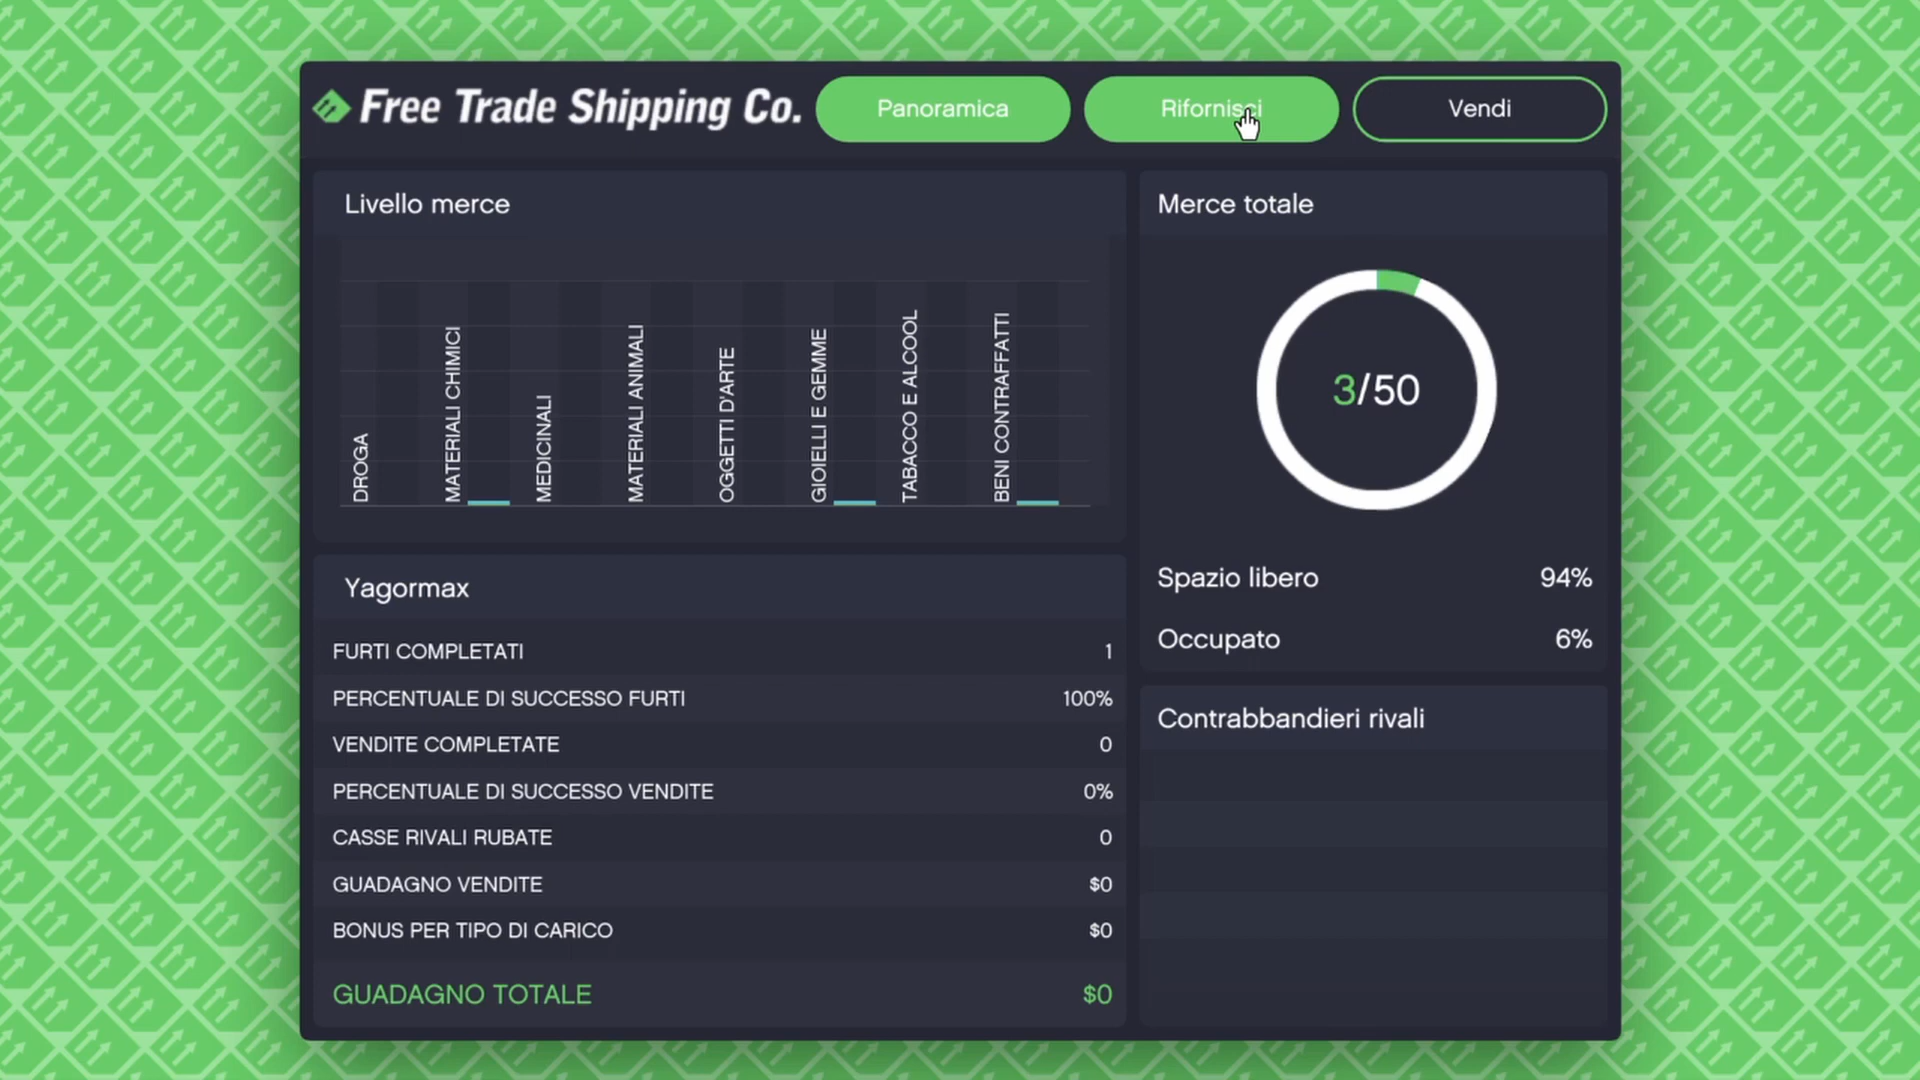 Free Trade Shipping Co.
Panoramica
Rifornisci
Vendi
Livello merce
DROGA
MATERIALI CHIMICI
MEDICINALI
MATERIALI ANIMALI
OGGETTI D'ARTE
GIOIELLI E GEMME
TABACCO E ALCOOL
BENI CONTRAFFATTI
Merce totale
3/50
Spazio libero 94%
Occupato 6%
Yagormax
FURTI COMPLETATI 1
PERCENTUALE DI SUCCESSO FURTI 100%
VENDITE COMPLETATE 0
PERCENTUALE DI SUCCESSO VENDITE 0%
CASSE RIVALI RUBATE 0
GUADAGNO VENDITE $0
BONUS PER TIPO DI CARICO $0
GUADAGNO TOTALE $0
Contrabbandieri rivali